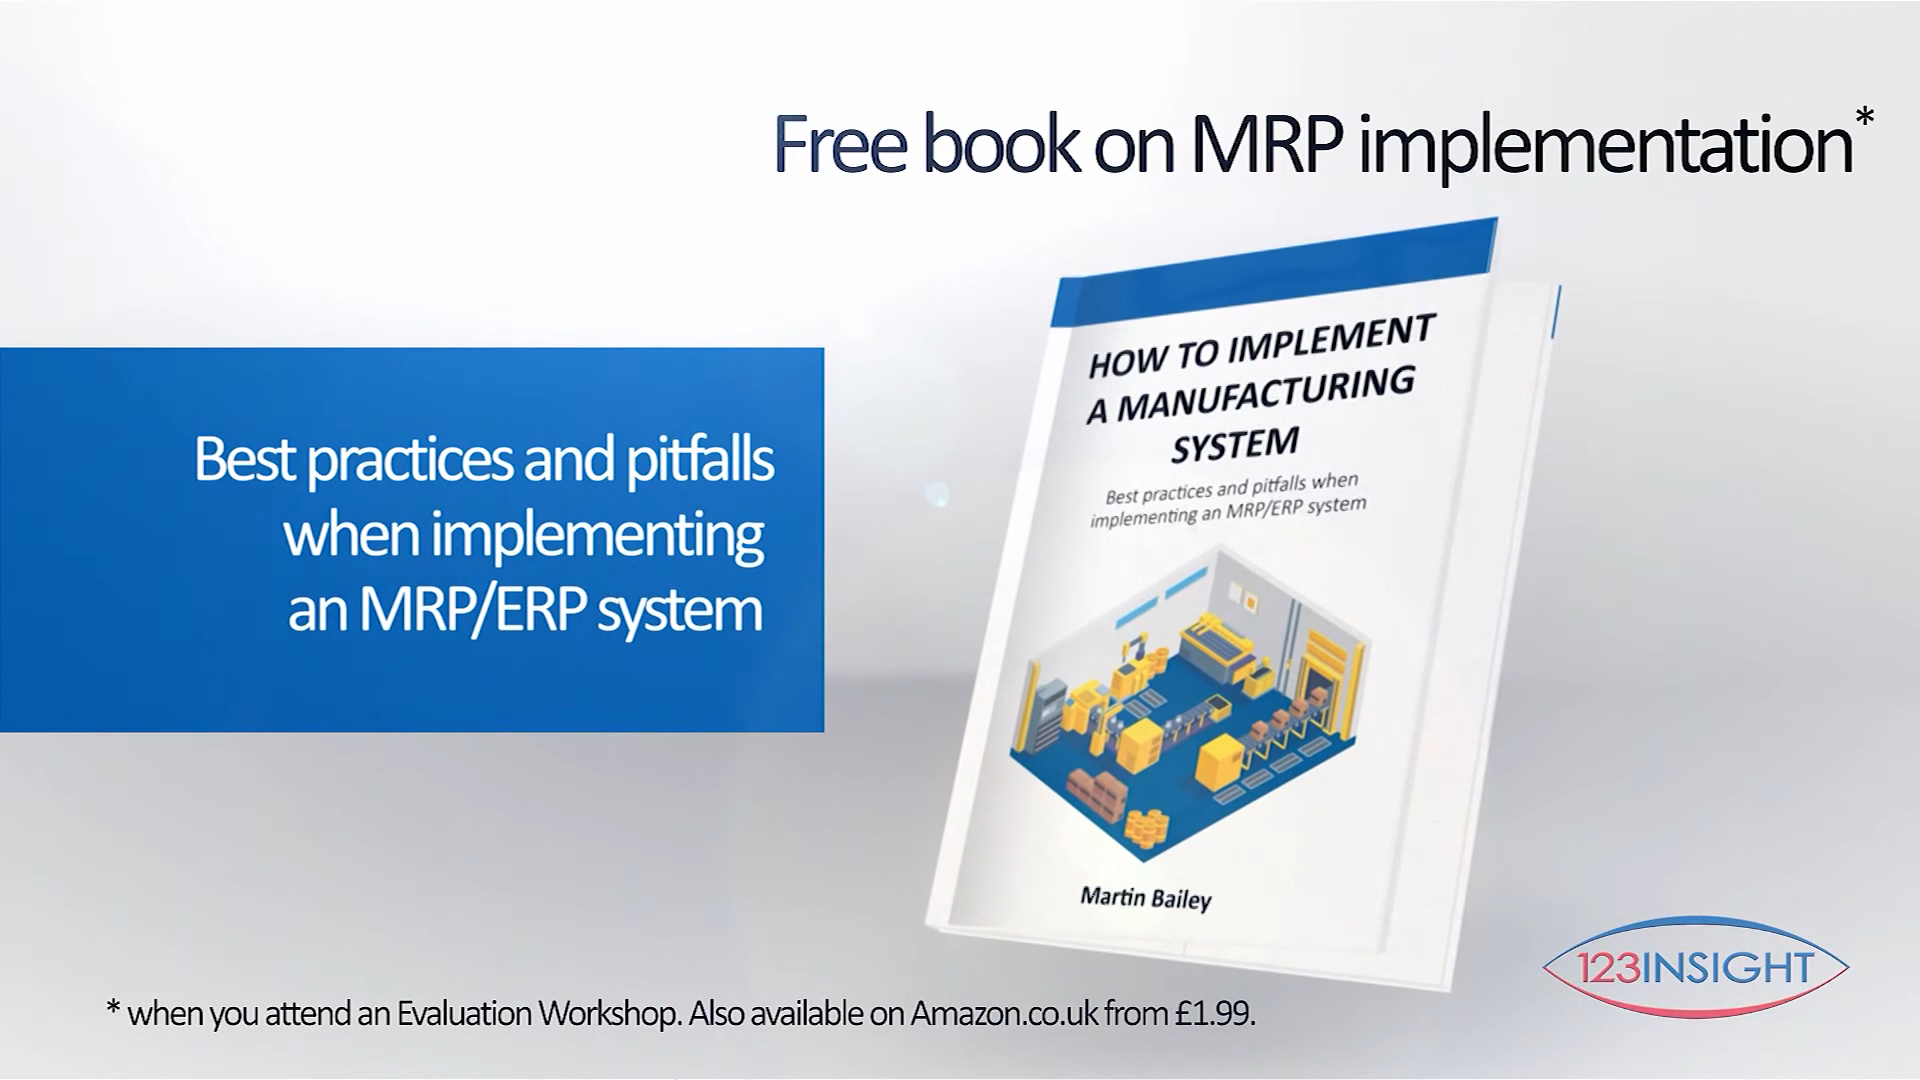 Free book on MRP implementation*
Best practices and pitfalls
when implementing
an MRP/ERP system
HOW TO IMPLEMENT
A MANUFACTURING
SYSTEM
Best practices and pitfalls when
implementing an MRP/ERP system
Martin Bailey
123INSIGHT
* when you attend an Evaluation Workshop. Also available on Amazon.co.uk from £1.99.